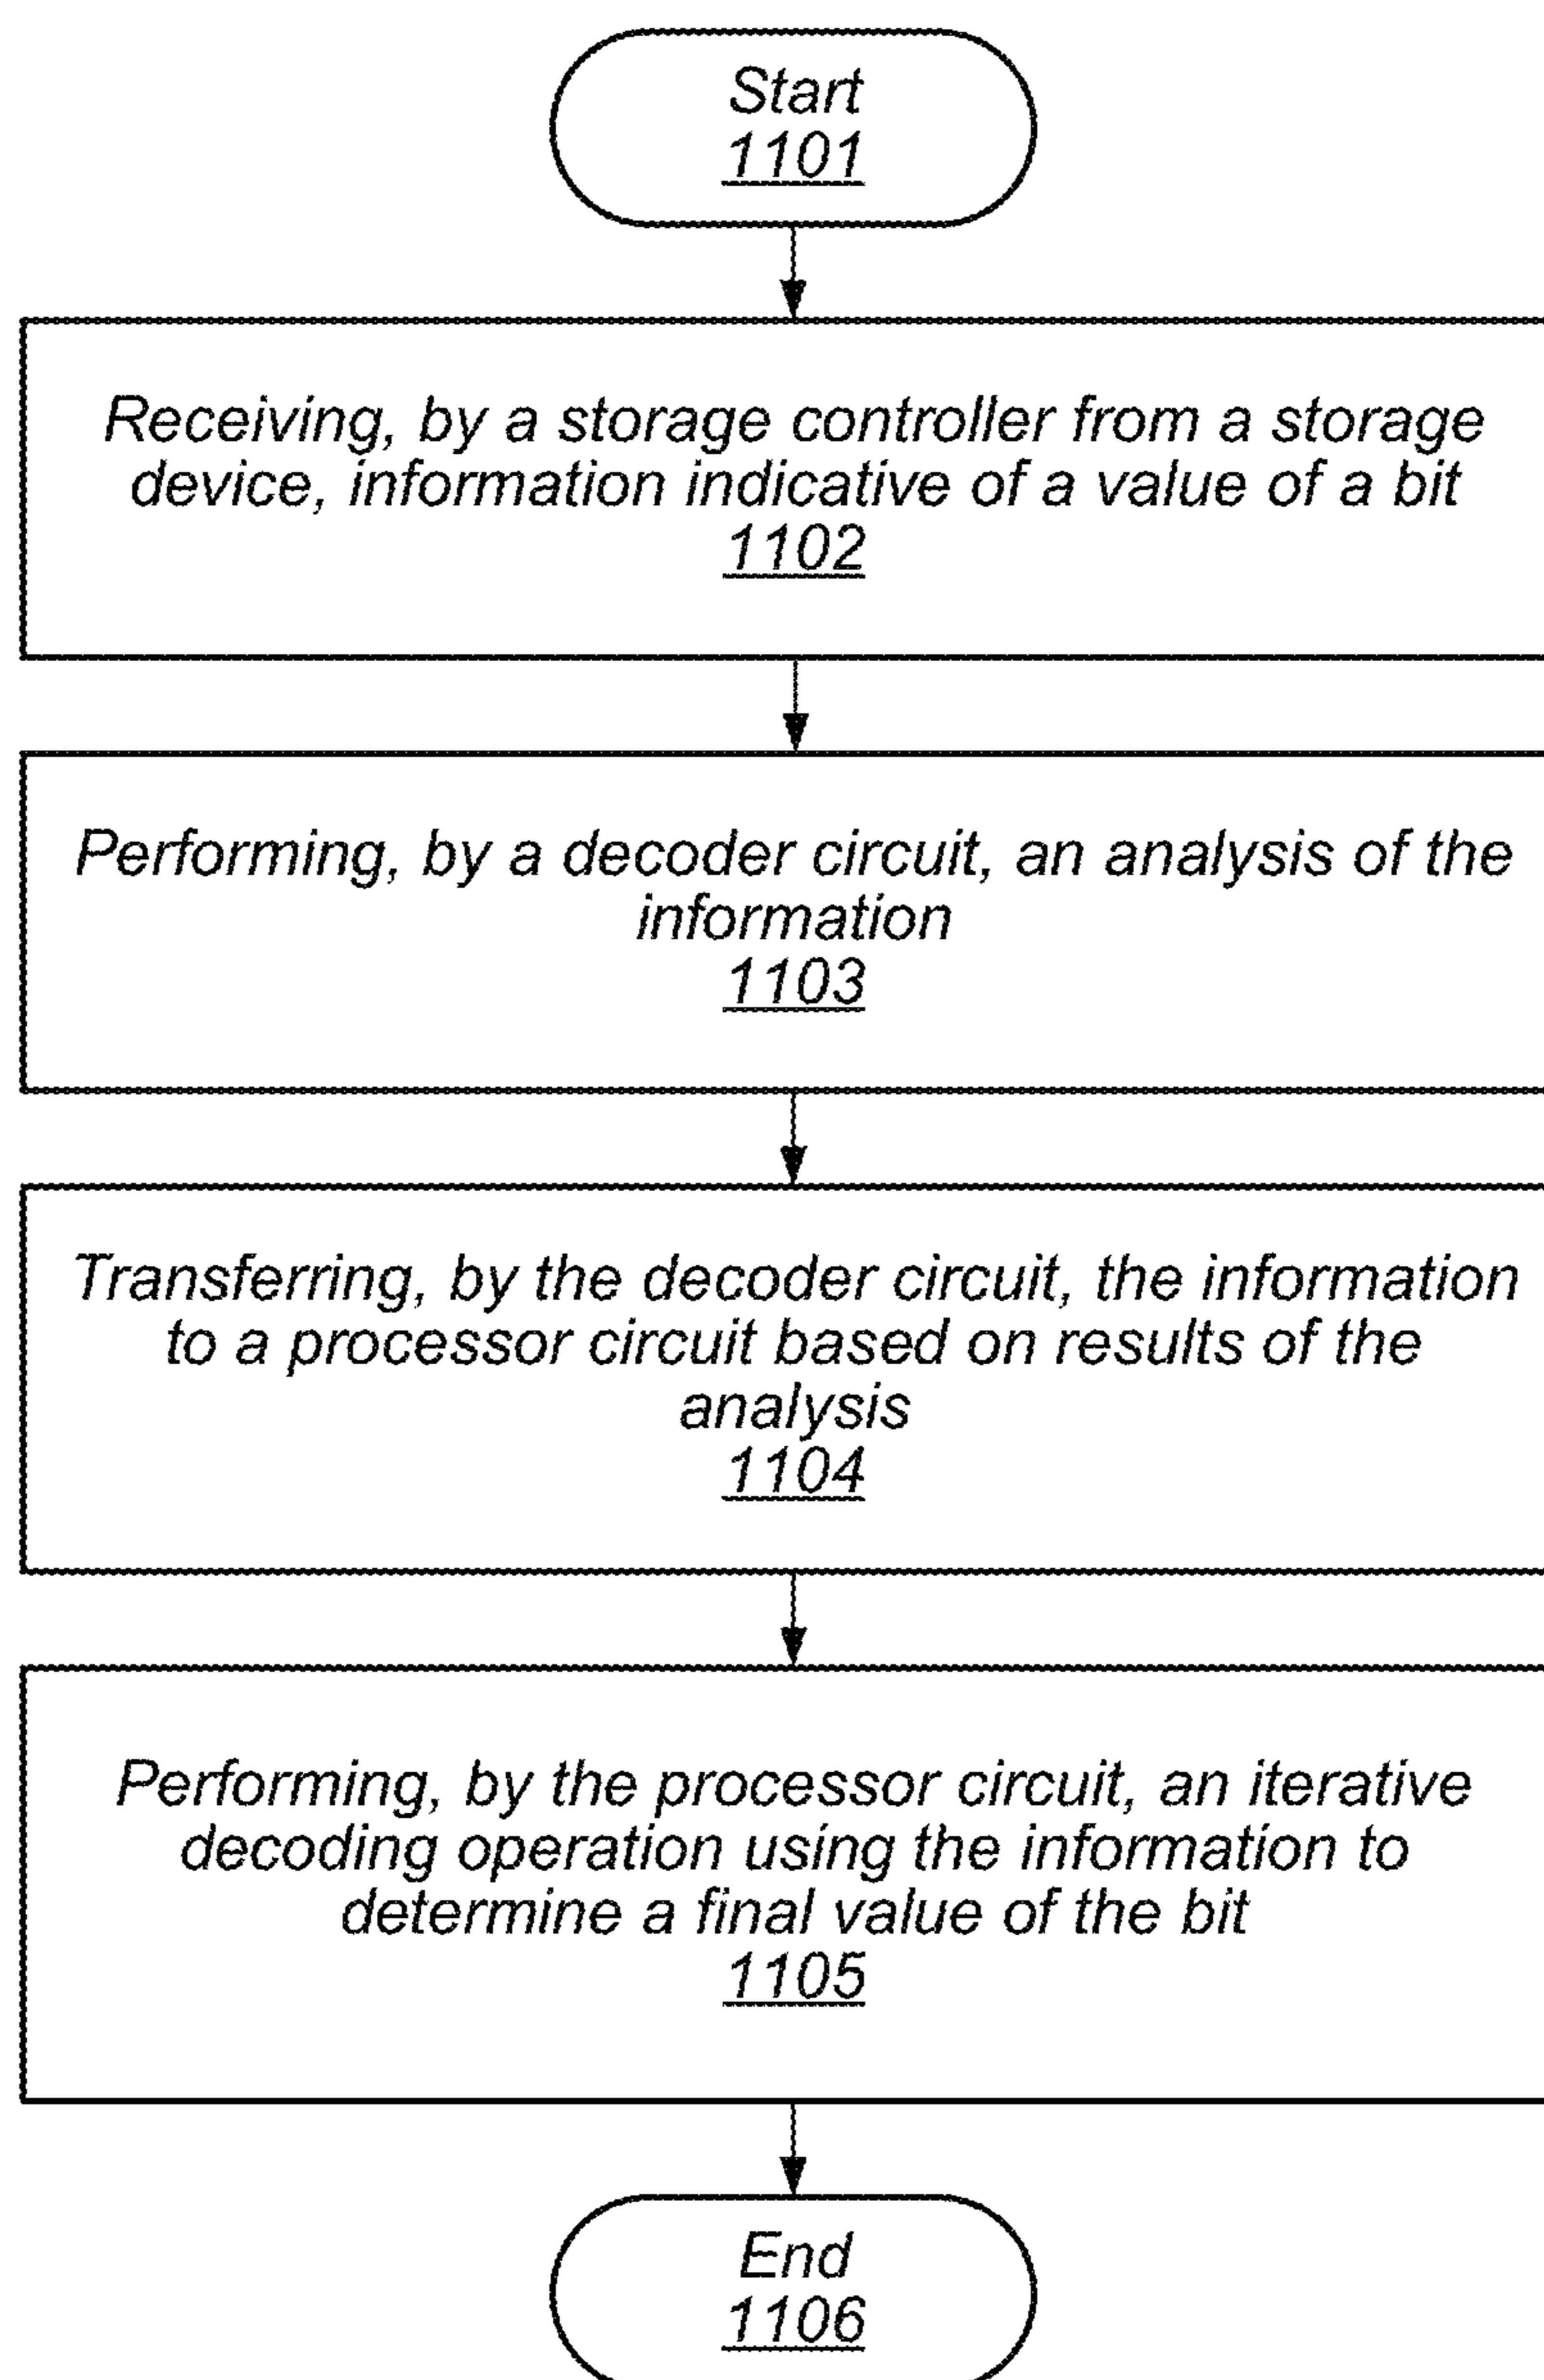 Start
1101
Receiving, by a storage controller from a storage
device, information indicative of a value of a bit
1102
Performing, by a decoder circuit, an analysis of the
information
1103
Transferring, by the decoder circuit, the information
to a processor circuit based on results of the
analysis
1104
Performing, by the processor circuit, an iterative
decoding operation using the information to
determine a final value of the bit
1105
End
1106